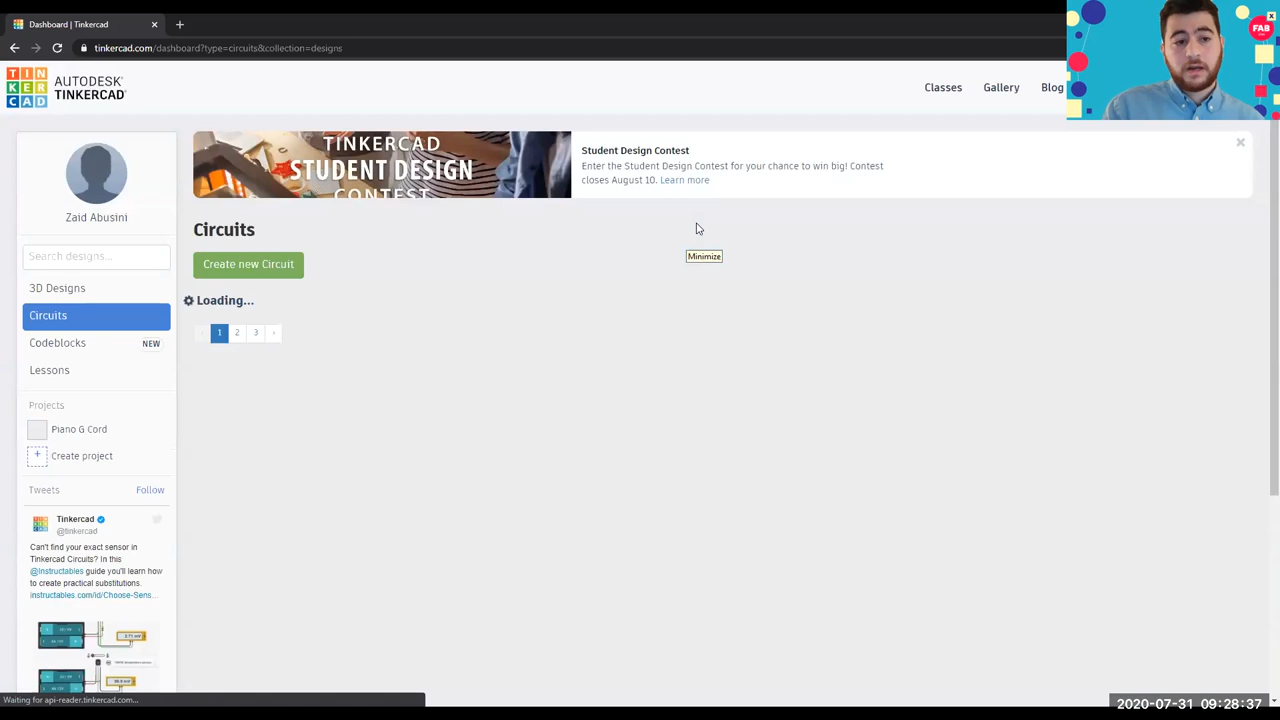 Dashboard | Tinkercad
tinkercad.com/dashboard?type=circuits&collection=designs
TIN
KER
CAD
AUTODESK
TINKERCAD
Classes
Gallery
Blog
x
FAB
Zaid Abusini
Search designs...
3D Designs
Circuits
Codeblocks
NEW
Lessons
Projects
Piano G Cord
+ Create project
Tweets
Follow
Tinkercad
@tinkercad
Can't find your exact sensor in
Tinkercad Circuits? In this
@Instructables guide you'll learn how
to create practical substitutions.
instructables.com/id/Choose-Sens...
TINKERCAD
STUDENT DESIGN
CONTEST
Student Design Contest
Enter the Student Design Contest for your chance to win big! Contest
closes August 10. Learn more
Circuits
Create new Circuit
Minimize
Loading...
1 2 3
Waiting for api-reader.tinkercad.com...
2020-07-31 09:28:37